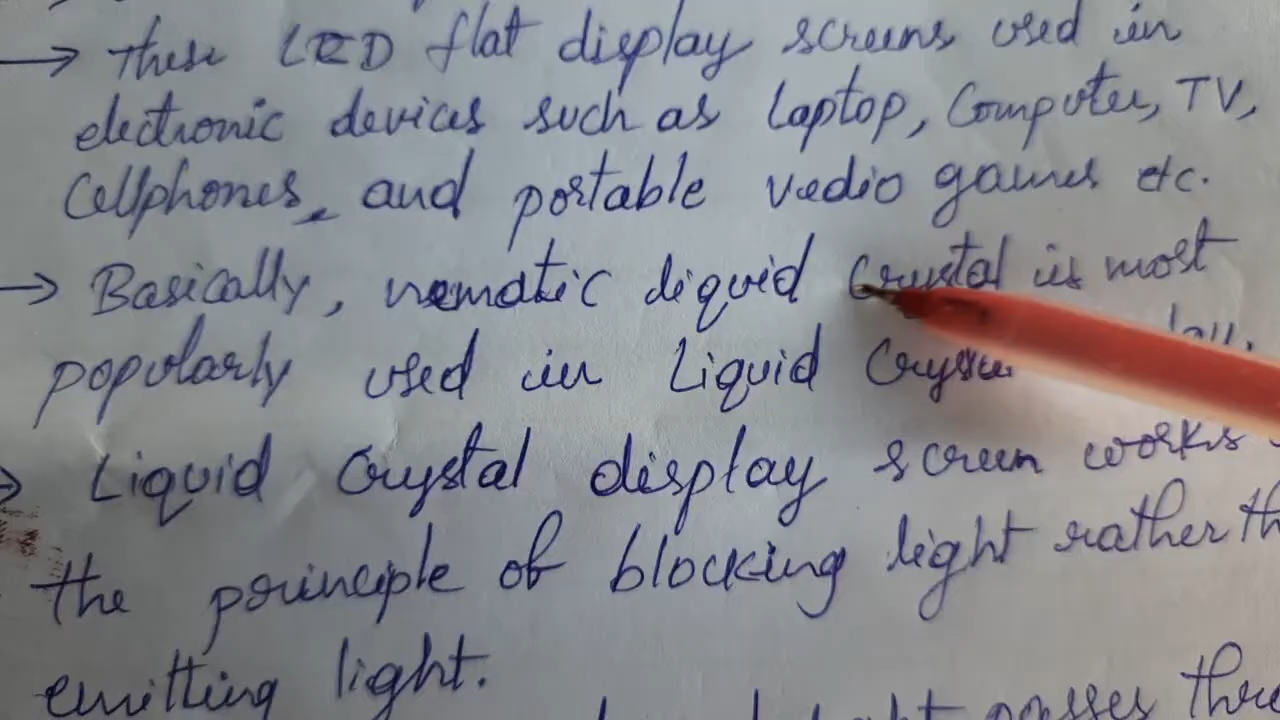 → these LCD flat display screens used in
electronic devices such as Laptop, Computer, TV,
Cellphones, and portable vedio games etc.
→ Basically, nematic liquid Crystal is most
popularly used in Liquid
→ Liquid Crystal display screen works
the principle of blocking light rather
emitting light.
light passes